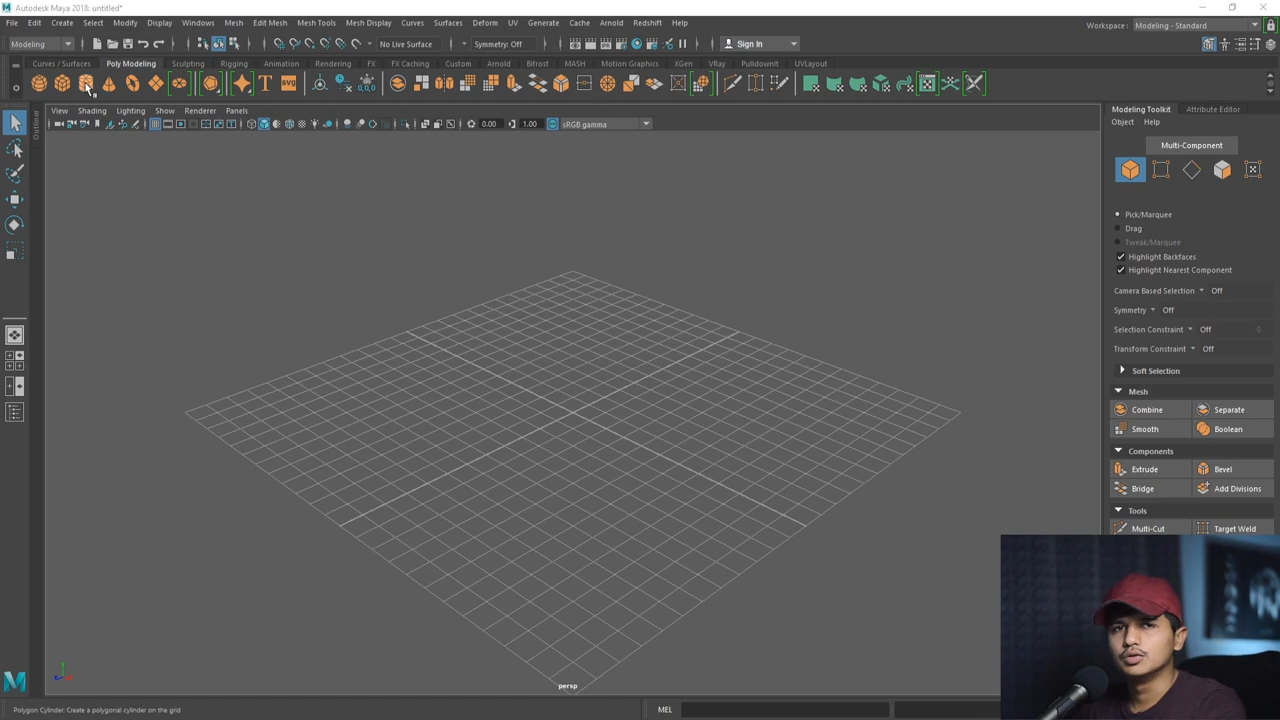 Autodesk Maya 2018: untitled*
File Edit Create Select Modify Display Windows Mesh Edit Mesh Mesh Tools Mesh Display Curves Surfaces Deform UV Generate Cache Arnold Redshift Help
Workspace : Modeling - Standard
Modeling No Live Surface Symmetry: Off Sign In
Curves / Surfaces Poly Modeling Sculpting Rigging Animation Rendering FX FX Caching Custom Arnold Bifrost MASH Motion Graphics XGen VRay Pulldownit UVLayout
T SVG 0,0,0
View Shading Lighting Show Renderer Panels
0.00 1.00 sRGB gamma
Outliner
Modeling Toolkit Attribute Editor
Object Help
Multi-Component
Pick/Marquee
Drag
Tweak/Marquee
Highlight Backfaces
Highlight Nearest Component
Camera Based Selection Off
Symmetry Off
Selection Constraint Off 0
Transform Constraint Off
Soft Selection
Mesh
Combine Separate
Smooth Boolean
Components
Extrude Bevel
Bridge Add Divisions
Tools
Multi-Cut Target Weld
persp
Polygon Cylinder: Create a polygonal cylinder on the grid
MEL